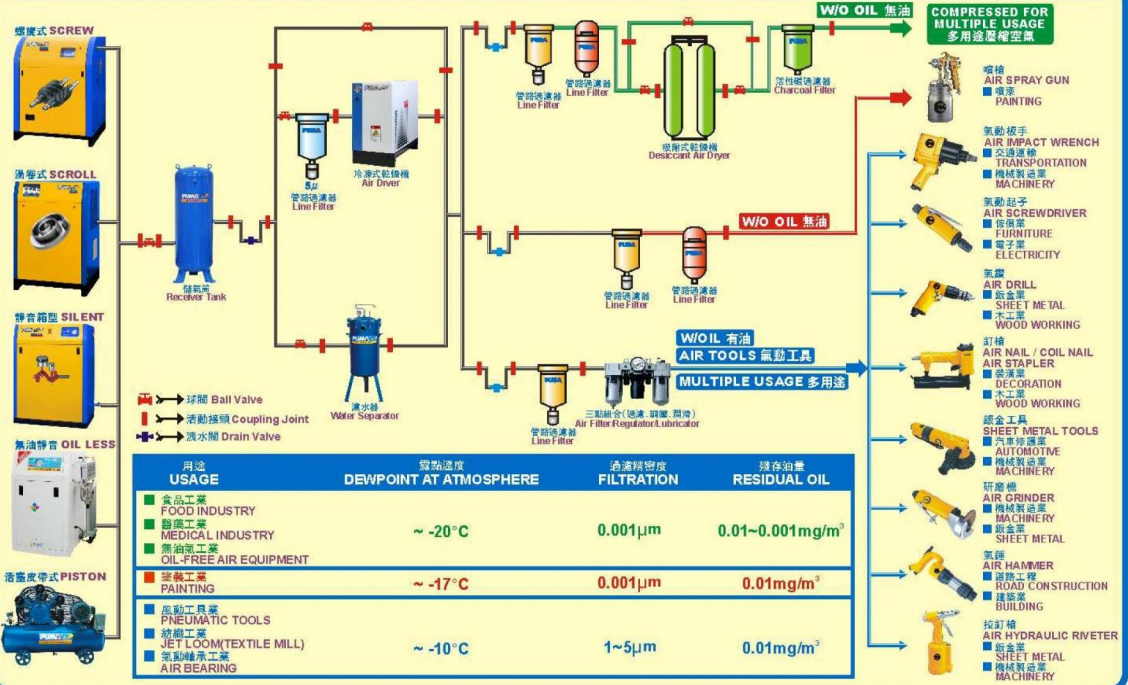 螺旋式 SCREW
渦卷式 SCROLL
靜音箱型 SILENT
無油靜音 OIL LESS
活塞皮帶式 PISTON
儲氣筒
Receiver Tank
5μ
管路過濾器
Line Filter
冷凍式乾燥機
Air Dryer
濾水器
Water Separator
球閥 Ball Valve
活動接頭 Coupling Joint
洩水閥 Drain Valve
管路過濾器
Line Filter
管路過濾器
Line Filter
吸附式乾燥機
Desiccant Air Dryer
活性碳過濾器
Charcoal Filter
W/O OIL 無油
管路過濾器
Line Filter
管路過濾器
Line Filter
W/O OIL 無油
管路過濾器
Line Filter
三點組合(過濾.調壓.潤滑)
Air Filter/Regulator/Lubricator
W/OIL 有油
AIR TOOLS 氣動工具
MULTIPLE USAGE 多用途
COMPRESSED FOR
MULTIPLE USAGE
多用途壓縮空氣
噴槍
AIR SPRAY GUN
噴漆
PAINTING
氣動板手
AIR IMPACT WRENCH
交通運輸
TRANSPORTATION
機械製造業
MACHINERY
氣動起子
AIR SCREWDRIVER
傢俱業
FURNITURE
電子業
ELECTRICITY
氣鑽
AIR DRILL
鈑金業
SHEET METAL
木工業
WOOD WORKING
釘槍
AIR NAIL / COIL NAIL
AIR STAPLER
裝潢業
DECORATION
木工業
WOOD WORKING
鈑金工具
SHEET METAL TOOLS
汽車修護業
AUTOMOTIVE
機械製造業
MACHINERY
研磨機
AIR GRINDER
機械製造業
MACHINERY
鈑金業
SHEET METAL
氣錘
AIR HAMMER
道路工程
ROAD CONSTRUCTION
建築業
BUILDING
拉釘槍
AIR HYDRAULIC RIVETER
鈑金業
SHEET METAL
機械製造業
MACHINERY
用途 露點溫度 過濾精密度 殘存油量
USAGE DEWPOINT AT ATMOSPHERE FILTRATION RESIDUAL OIL
食品工業
FOOD INDUSTRY
醫藥工業
MEDICAL INDUSTRY
無油氣工業
OIL-FREE AIR EQUIPMENT
~ -20°C 0.001μm 0.01~0.001mg/m³
塗裝工業
PAINTING
~ -17°C 0.001μm 0.01mg/m³
風動工具業
PNEUMATIC TOOLS
紡織工業
JET LOOM(TEXTILE MILL)
氣動軸承工業
AIR BEARING
~ -10°C 1~5μm 0.01mg/m³